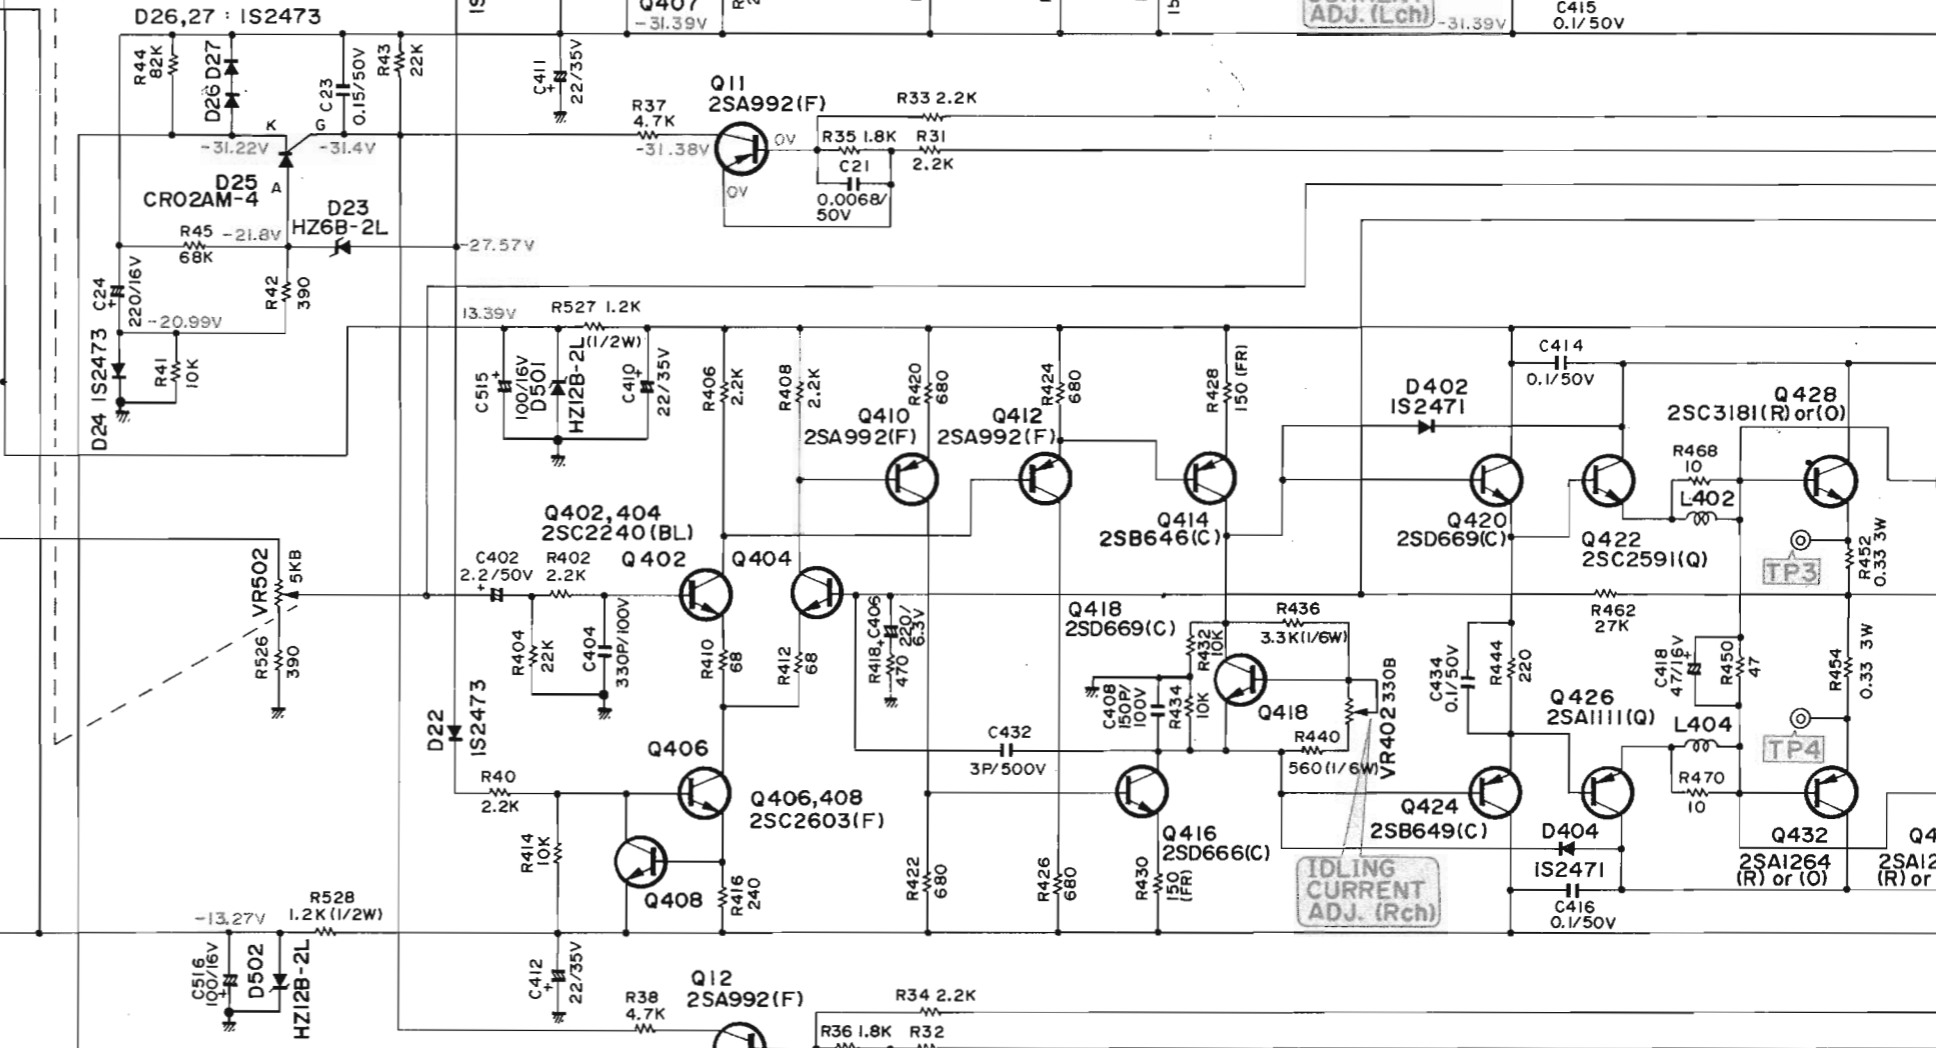 D26,27 : 1S2473
Q407
-31.39V
ADJ. (Lch)
-31.39V
C415
0.1/50V
R44
82K
D26 D27
C23
0.15/50V
R43
22K
C411
22/35V
+
Q11
2SA992(F)
R37
4.7K
-31.38V
0V
0V
R33 2.2K
R35 1.8K
R31
2.2K
C21
0.0068/
50V
K
G
-31.22V
-31.4V
D25
CR02AM-4
A
D23
HZ6B-2L
R45
68K
-21.8V
-27.57V
C24
220/16V
+
R42
390
-20.99V
D24 1S2473
R41
10K
13.39V
R527 1.2K
(1/2W)
C515
100/16V
+
D501
HZ12B-2L
C410
22/35V
+
R406
2.2K
R408
2.2K
R420
680
R424
680
R428
150 (FR)
Q410
2SA992(F)
Q412
2SA992(F)
Q414
2SB646(C)
C414
0.1/50V
D402
1S2471
Q428
2SC3181(R) or (O)
R468
10
L402
Q420
2SD669(C)
Q422
2SC2591(Q)
TP3
R452
0.33 3W
VR502
5KB
R526
390
Q402,404
2SC2240(BL)
C402
2.2/50V
+
R402
2.2K
Q402
Q404
R404
22K
C404
330P/100V
R410
68
R412
68
R418
470
C406
220/
6.3V
+
Q418
2SD669(C)
R436
3.3K(1/6W)
R432
10K
R462
27K
C408
150P/
100V
R434
10K
Q418
VR402 330B
R440
560(1/6W)
C434
0.1/50V
R444
220
C418
47/16V
+
R450
47
R454
0.33 3W
Q426
2SA1111(Q)
L404
TP4
R470
10
D22
1S2473
C432
3P/500V
Q406
R40
2.2K
Q406,408
2SC2603(F)
R414
10K
Q408
R416
240
R422
680
R426
680
R430
150
(FR)
Q416
2SD666(C)
Q424
2SB649(C)
D404
1S2471
C416
0.1/50V
Q432
2SA1264
(R) or (O)
IDLING
CURRENT
ADJ. (Rch)
-13.27V
R528
1.2K(1/2W)
C516
100/16V
+
D502
HZ12B-2L
C412
22/35V
+
Q12
2SA992(F)
R38
4.7K
R34 2.2K
R36 1.8K
R32